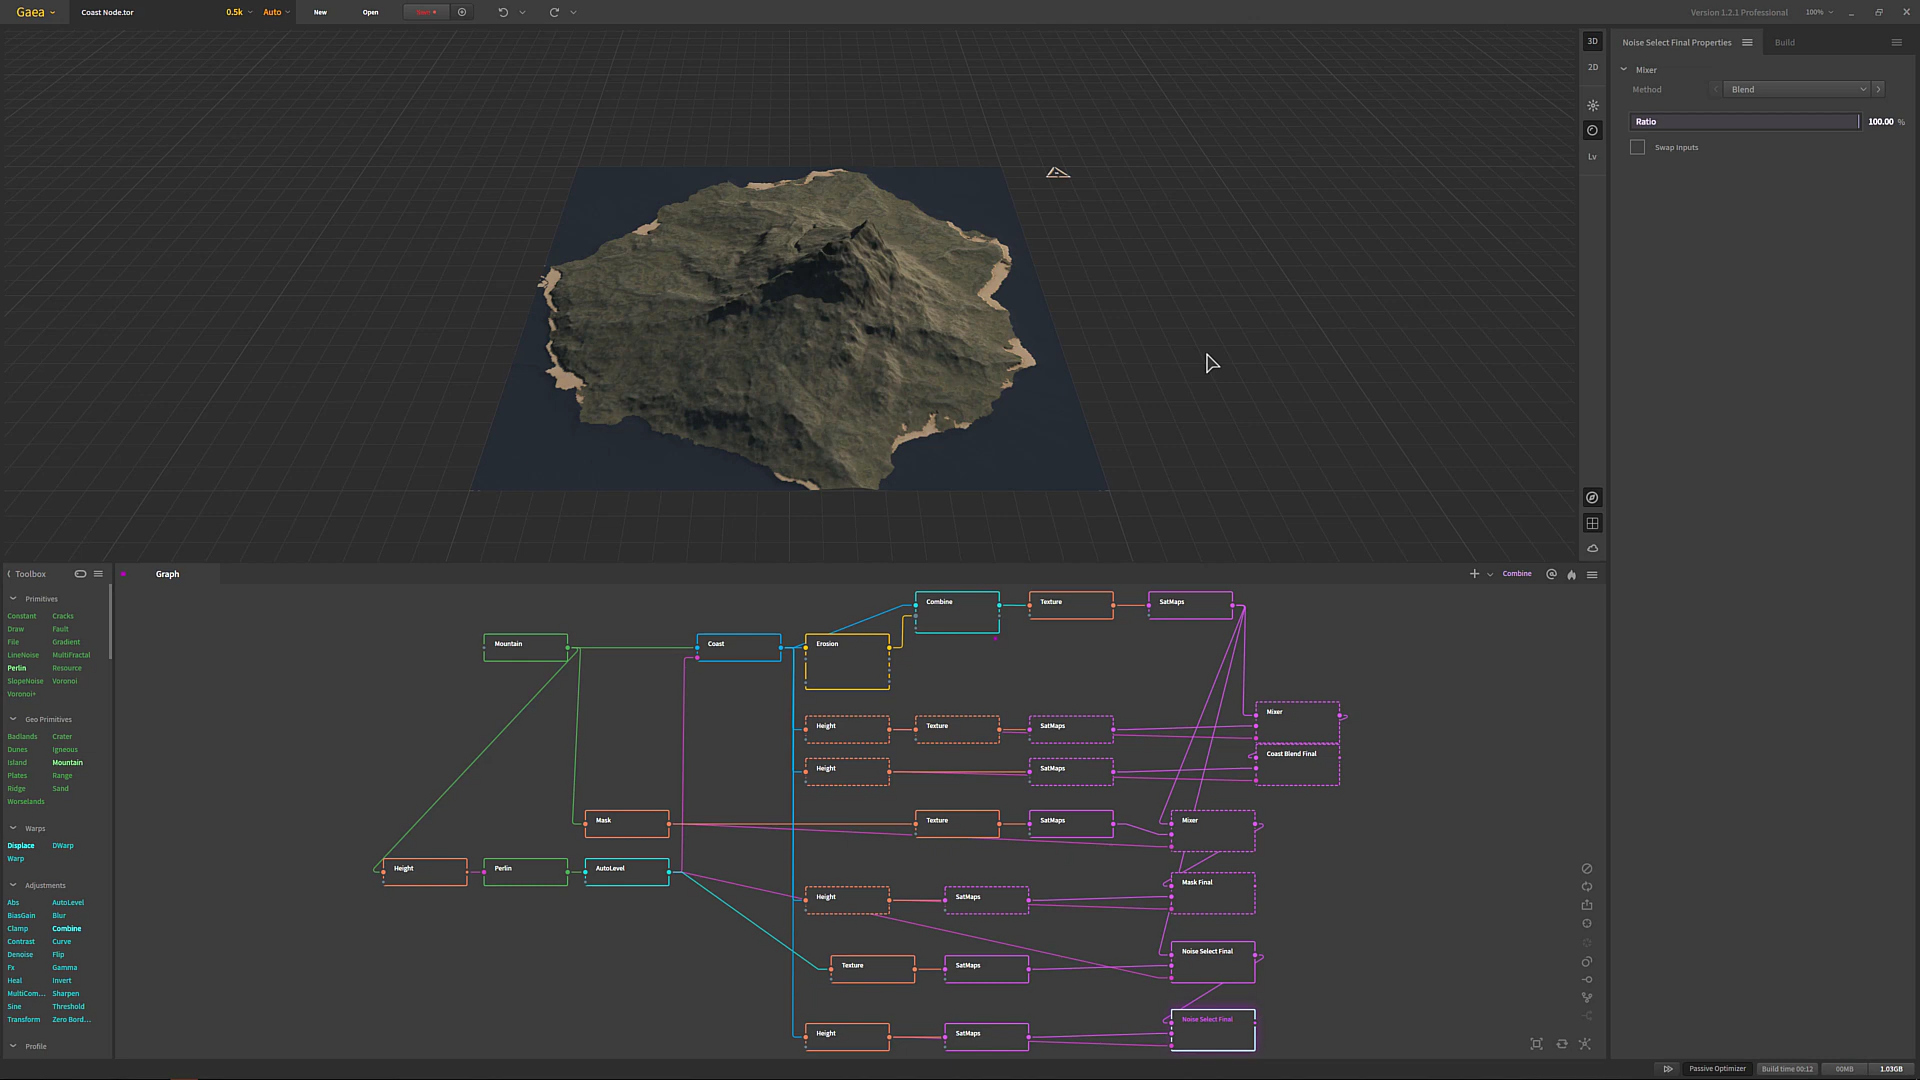 Gaea
Coast Node.tor
0.5k
Auto
New
Open
Version 1.2.1 Professional
100%
3D
2D
Lv
Noise Select Final Properties
Build
Mixer
Method
Blend
Ratio
100.00 %
Swap Inputs
Toolbox
Graph
Combine
Primitives
Constant Cracks
Draw Fault
File Gradient
LineNoise MultiFractal
Perlin Resource
SlopeNoise Voronoi
Voronoi+
Geo Primitives
Badlands Crater
Dunes Igneous
Island Mountain
Plates Range
Ridge Sand
Worselands
Warps
Displace DWarp
Warp
Adjustments
Abs AutoLevel
BiasGain Blur
Clamp Combine
Contrast Curve
Denoise Flip
Fx Gamma
Heal Invert
MultiCom... Sharpen
Sine Threshold
Transform Zero Bord...
Profile
Combine
Texture
SatMaps
Mountain
Coast
Erosion
Mixer
Height
Texture
SatMaps
Coast Blend Final
Height
SatMaps
Mask
Texture
SatMaps
Mixer
Height
Perlin
AutoLevel
Mask Final
Height
SatMaps
Noise Select Final
Texture
SatMaps
Noise Select Final
Height
SatMaps
Passive Optimizer
Build time 00:12
00MB
1.03GB